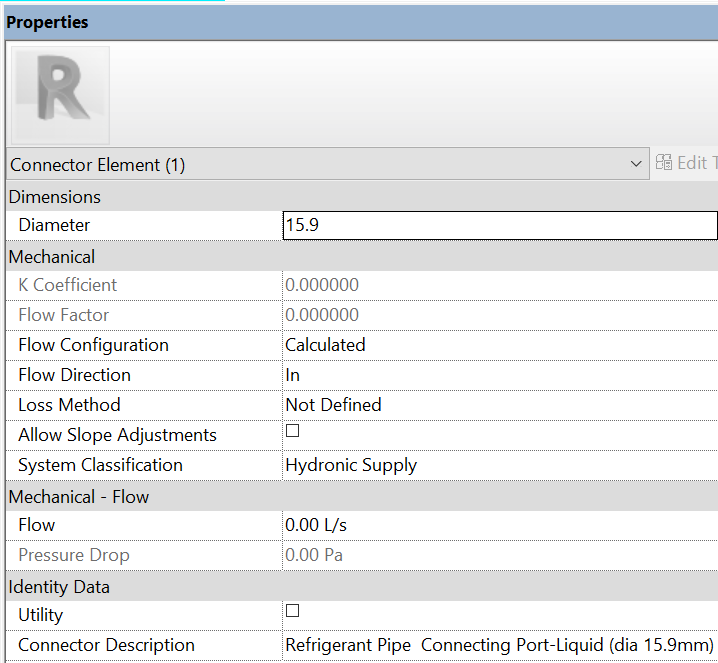 Properties
R
Connector Element (1)
Edit T
Dimensions
Diameter 15.9
Mechanical
K Coefficient 0.000000
Flow Factor 0.000000
Flow Configuration Calculated
Flow Direction In
Loss Method Not Defined
Allow Slope Adjustments
System Classification Hydronic Supply
Mechanical - Flow
Flow 0.00 L/s
Pressure Drop 0.00 Pa
Identity Data
Utility
Connector Description Refrigerant Pipe  Connecting Port-Liquid (dia 15.9mm)